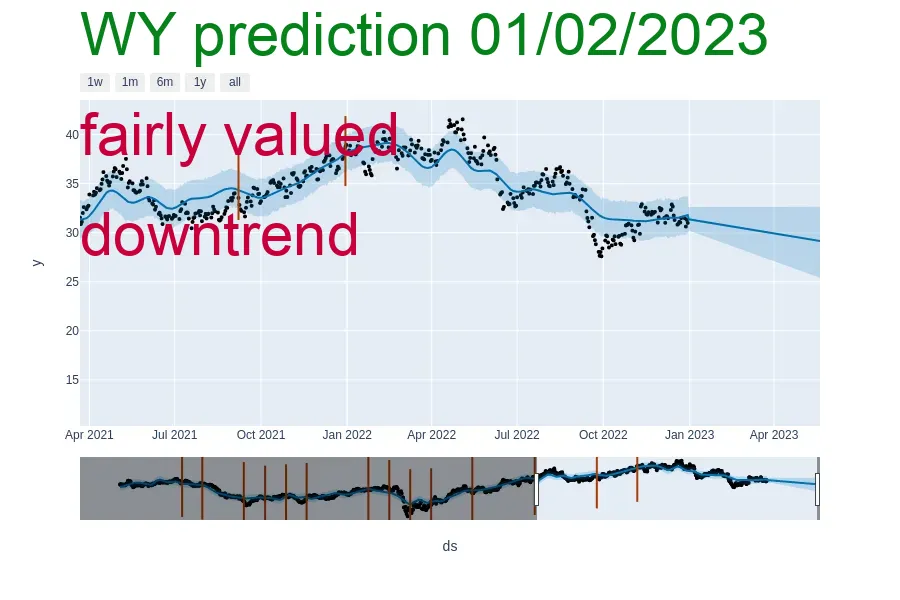 WY prediction 01/02/2023
1w 1m 6m 1y all
fairly valued
downtrend
40
35
30
25
20
15
y
Apr 2021 Jul 2021 Oct 2021 Jan 2022 Apr 2022 Jul 2022 Oct 2022 Jan 2023 Apr 2023
ds